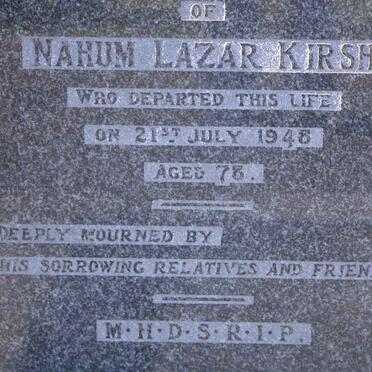 OF
NAHUM LAZAR KIRSH
WHO DEPARTED THIS LIFE
ON 21ST JULY 1948
AGED 78.
DEEPLY MOURNED BY
HIS SORROWING RELATIVES AND FRIEN
M·H·D·S·R·I·P.